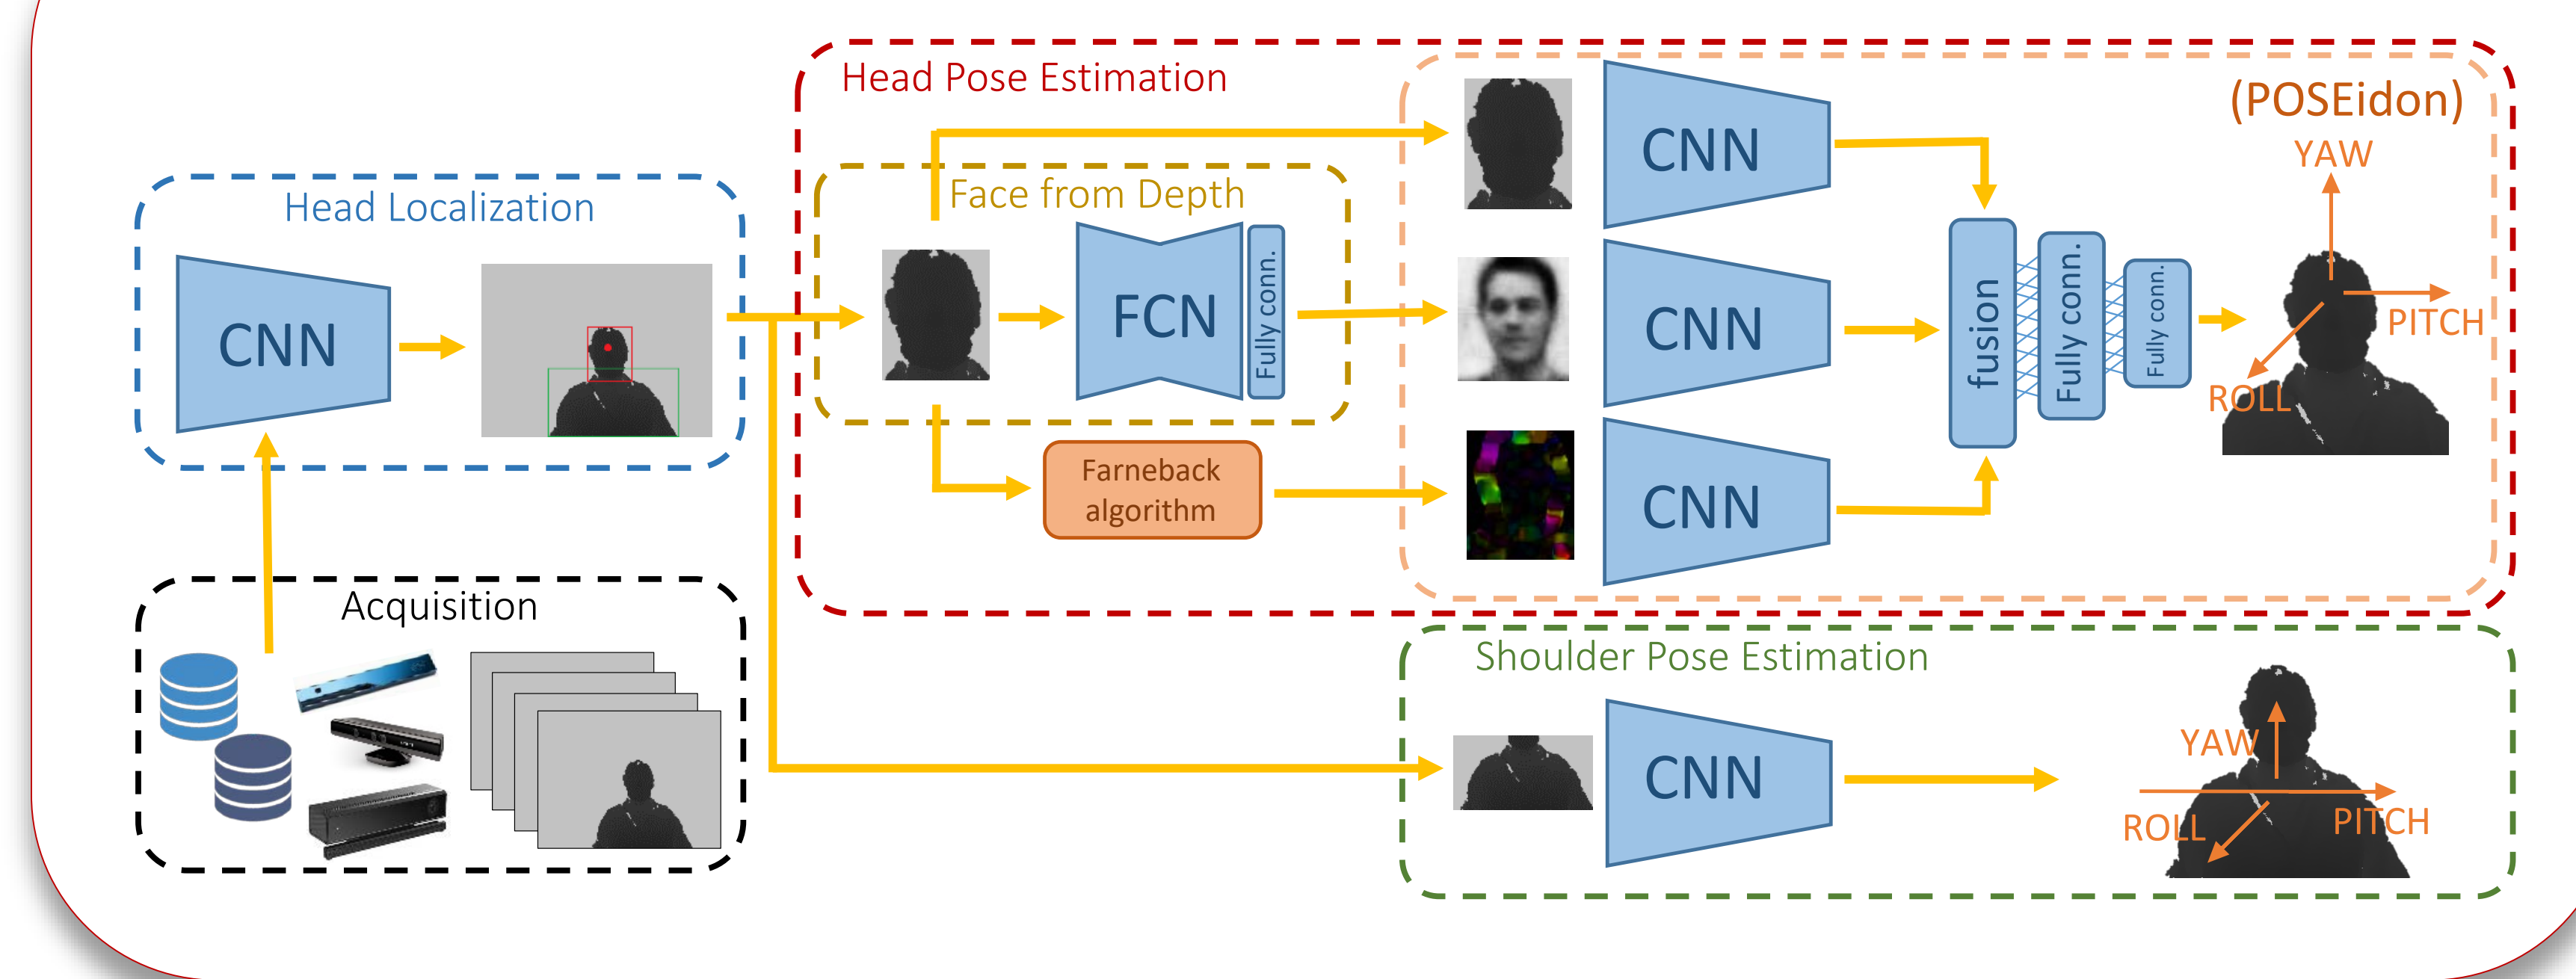 Head Pose Estimation
(POSEidon)
Head Localization
CNN
Face from Depth
FCN
Fully conn.
Farneback
algorithm
CNN
CNN
CNN
fusion
Fully conn.
Fully conn.
YAW
PITCH
ROLL
Acquisition
Shoulder Pose Estimation
CNN
YAW
ROLL
PITCH